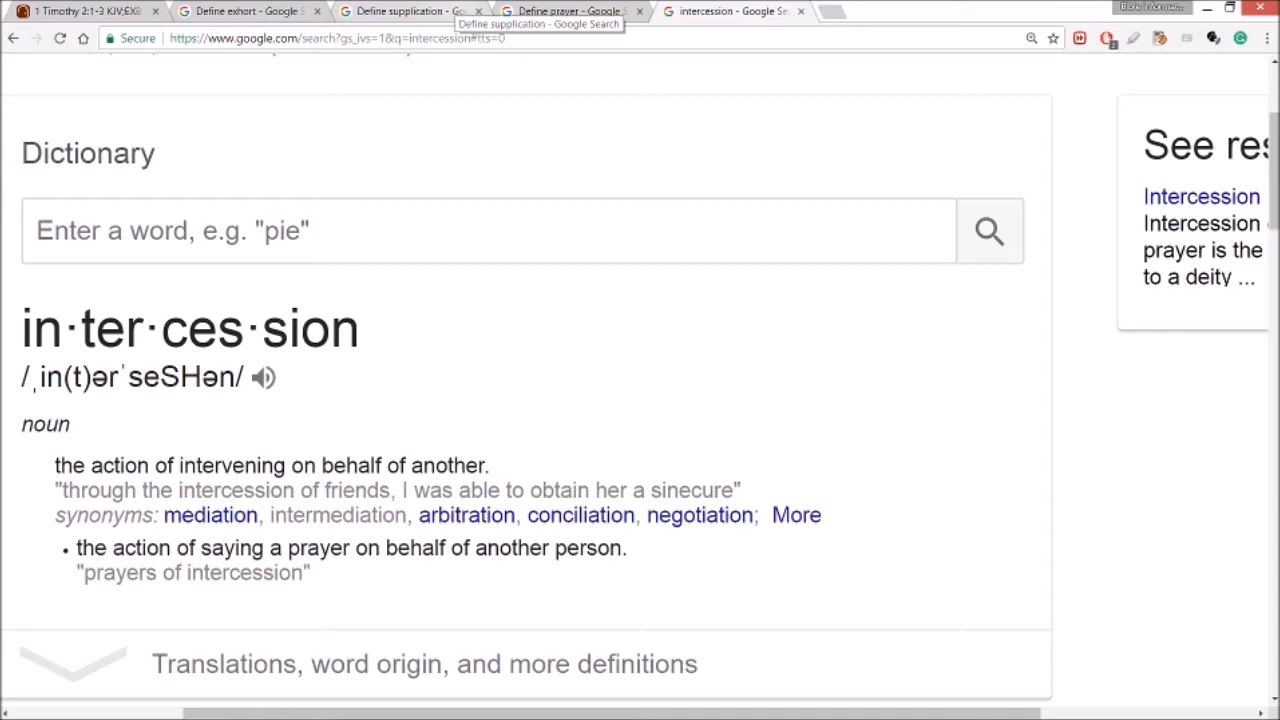 1 Timothy 2:1-3 KJV;EXB
Define exhort - Google S
Define supplication - Go
Define prayer - Google S
intercession - Google Se
Define supplication - Google Search
Secure https://www.google.com/search?gs_ivs=1&q=intercession#tts=0
2
Dictionary
Enter a word, e.g. "pie"
in·ter·ces·sion
/ˌin(t)ərˈseSHən/
noun
the action of intervening on behalf of another.
"through the intercession of friends, I was able to obtain her a sinecure"
synonyms: mediation, intermediation, arbitration, conciliation, negotiation; More
• the action of saying a prayer on behalf of another person.
"prayers of intercession"
Translations, word origin, and more definitions
See res
Intercession
Intercession
prayer is the
to a deity ...